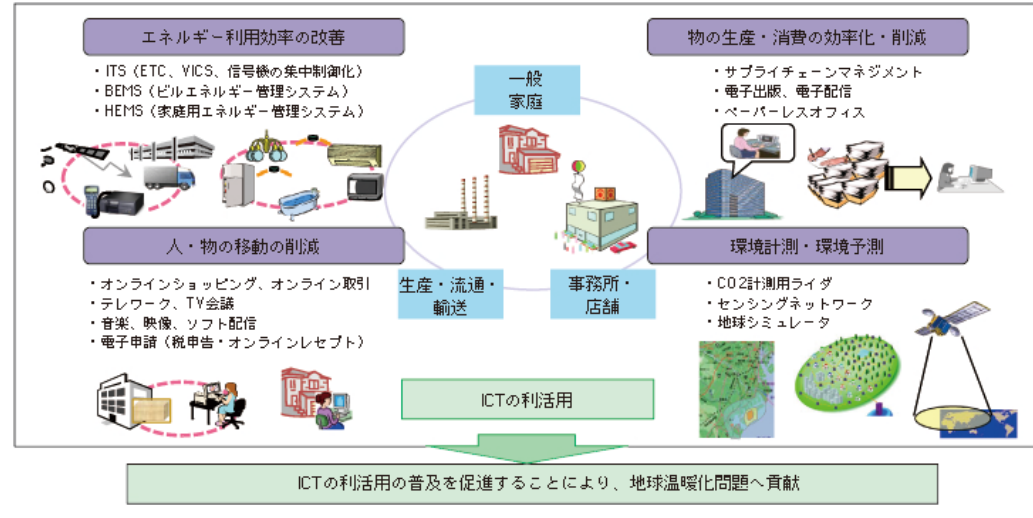 エネルギー利用効率の改善
・ITS（ETC、VICS、信号機の集中制御化）
・BEMS（ビルエネルギー管理システム）
・HEMS（家庭用エネルギー管理システム）
物の生産・消費の効率化・削減
・サプライチェーンマネジメント
・電子出版、電子配信
・ペーパーレスオフィス
一般
家庭
生産・流通・
輸送
事務所・
店舗
人・物の移動の削減
・オンラインショッピング、オンライン取引
・テレワーク、TV会議
・音楽、映像、ソフト配信
・電子申請（税申告・オンラインレセプト）
環境計測・環境予測
・CO2計測用ライダ
・センシングネットワーク
・地球シミュレータ
ICTの利活用
ICTの利活用の普及を促進することにより、地球温暖化問題へ貢献